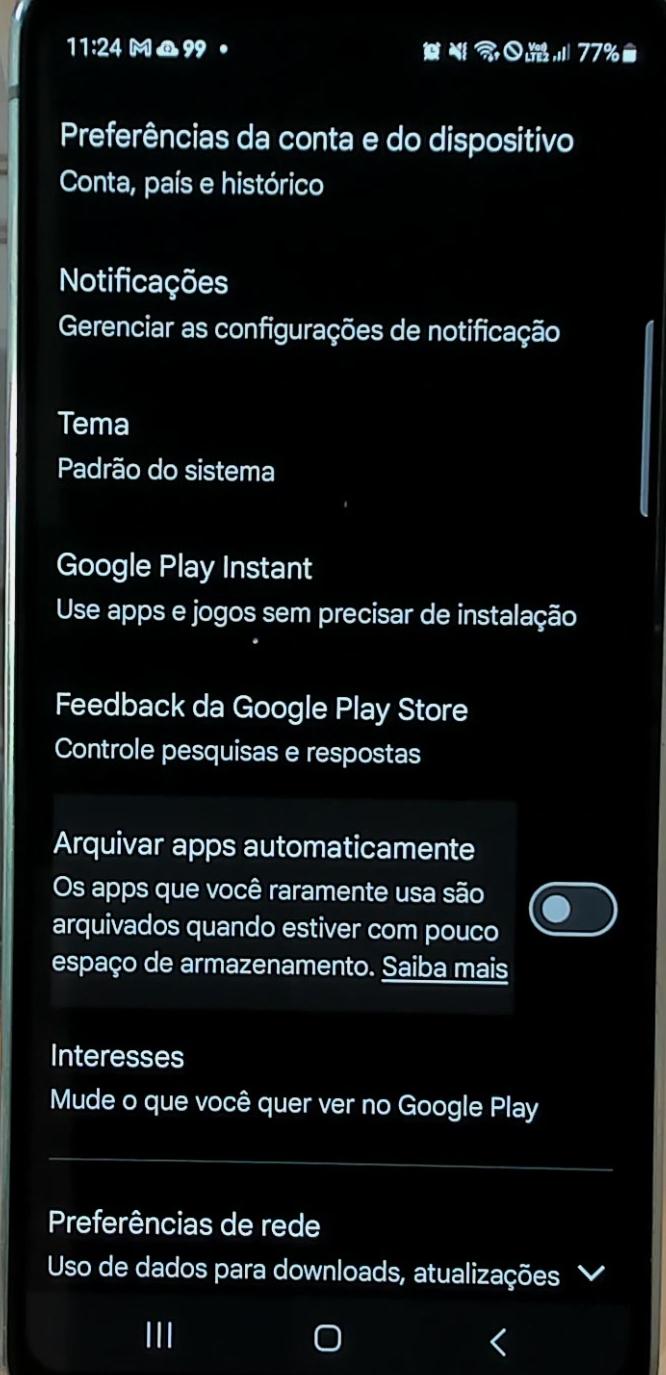 11:24 99
VoD LTE2 77%
Preferências da conta e do dispositivo
Conta, país e histórico
Notificações
Gerenciar as configurações de notificação
Tema
Padrão do sistema
Google Play Instant
Use apps e jogos sem precisar de instalação
Feedback da Google Play Store
Controle pesquisas e respostas
Arquivar apps automaticamente
Os apps que você raramente usa são
arquivados quando estiver com pouco
espaço de armazenamento. Saiba mais
Interesses
Mude o que você quer ver no Google Play
Preferências de rede
Uso de dados para downloads, atualizações